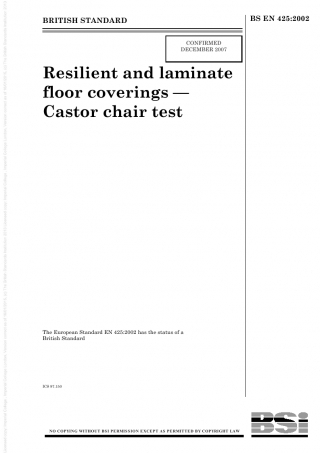 BRITISH STANDARD
BS EN 425:2002
CONFIRMED
DECEMBER 2007
Resilient and laminate
floor coverings —
Castor chair test
The European Standard EN 425:2002 has the status of a
British Standard
ICS 97.150
NO COPYING WITHOUT BSI PERMISSION EXCEPT AS PERMITTED BY COPYRIGHT LAW
BSi